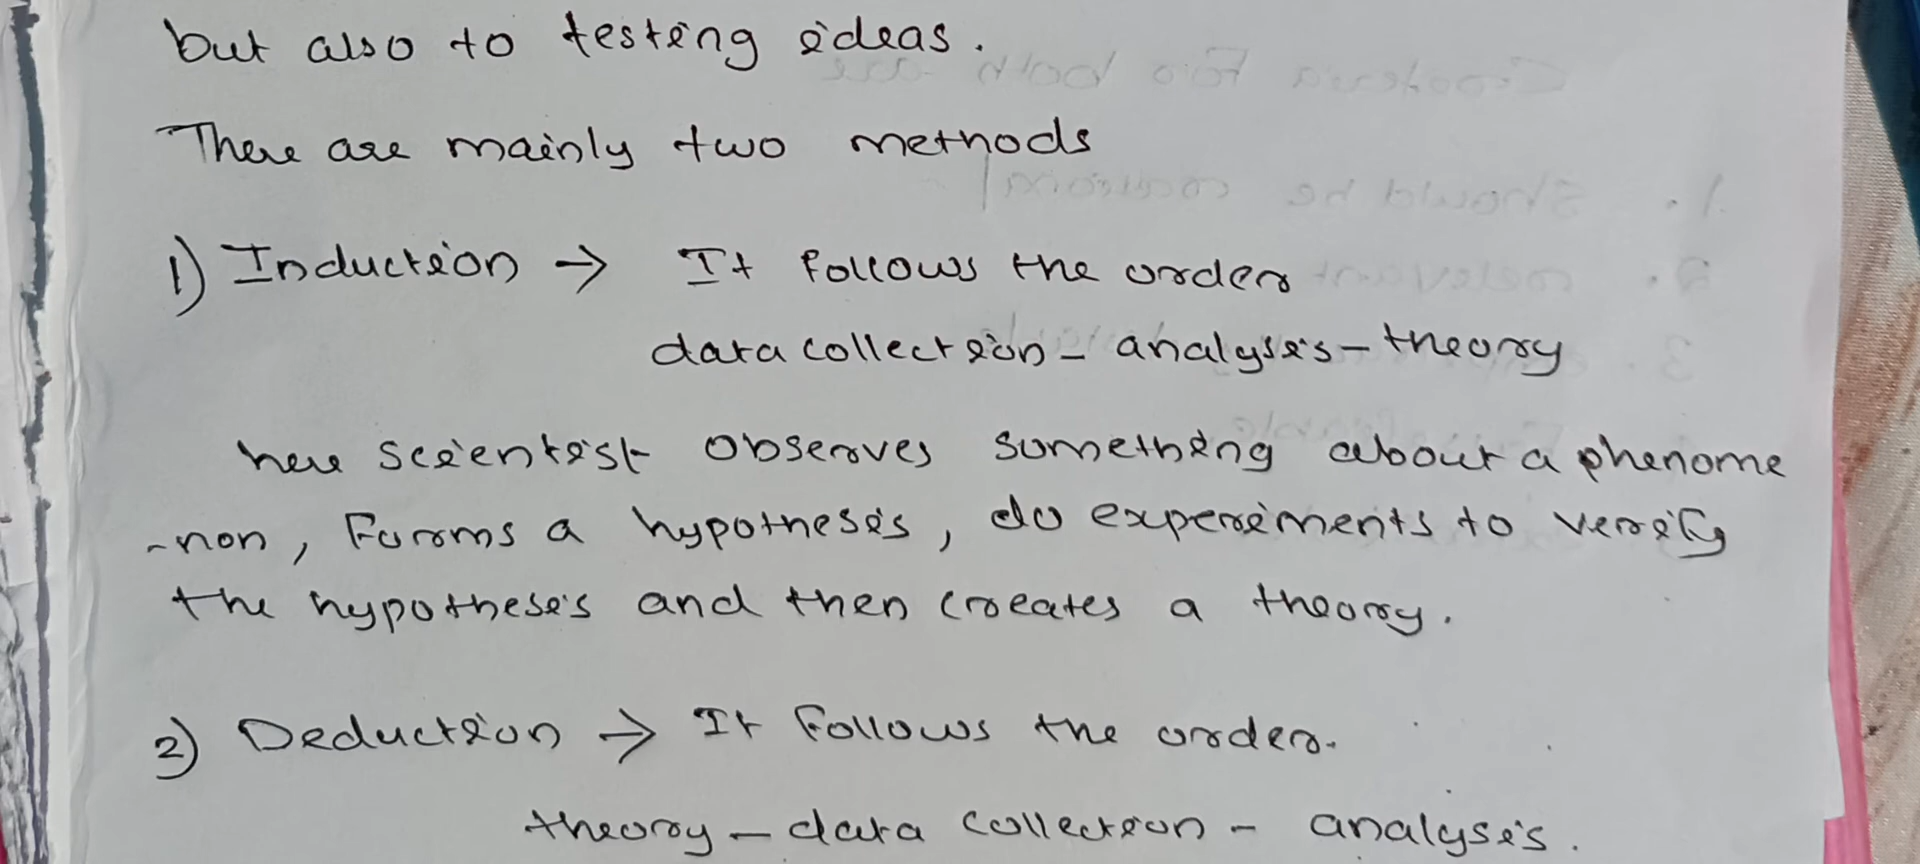 but also to testing ideas.
There are mainly two methods
1) Induction → It follows the order
data collection - analysis - theory
here scientist observes something about a phenome
-non, Forms a hypothesis, do experiments to verify
the hypothesis and then creates a theory.
2) Deduction → It follows the order.
theory - data collection - analysis.